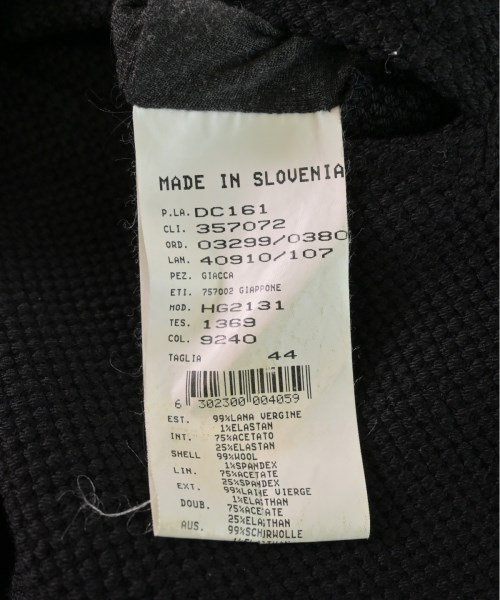 MADE IN SLOVENIA
P.LA. DC161
CLI. 357072
ORD. 03299/0380
LAN. 40910/107
PEZ. GIACCA
ETI. 757002 GIAPPONE
MOD. HG2131
TES. 1369
COL. 9240
TAGLIA 44
6 302300 004059
EST. 99%LANA VERGINE
1%ELASTAN
INT. 75%ACETATO
25%ELASTAN
SHELL 99%WOOL
1%SPANDEX
LIN. 75%ACETATE
25%SPANDEX
EXT. 99%LAINE VIERGE
1%ELATHAN
DOUB. 75%ACETATE
25%ELATHAN
AUS. 99%SCHURWOLLE